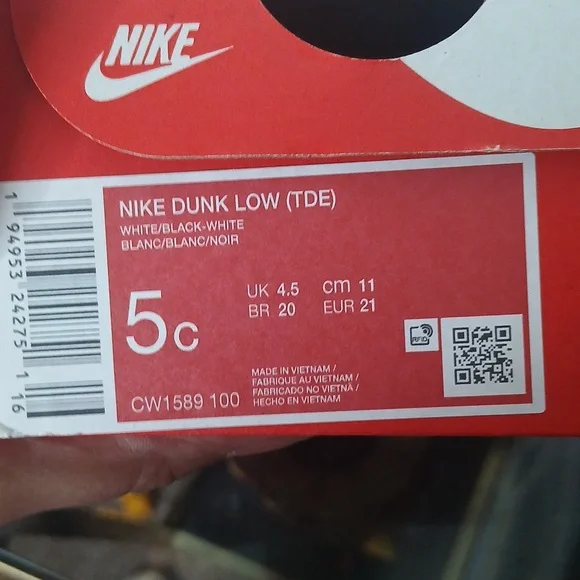 NIKE
NIKE DUNK LOW (TDE)
WHITE/BLACK-WHITE
BLANC/BLANC/NOIR
5c
UK 4.5 cm 11
BR 20 EUR 21
RFID
MADE IN VIETNAM /
FABRIQUE AU VIETNAM /
FABRICADO NO VIETNÃ /
HECHO EN VIETNAM
CW1589 100
1 94953 24275 1 16